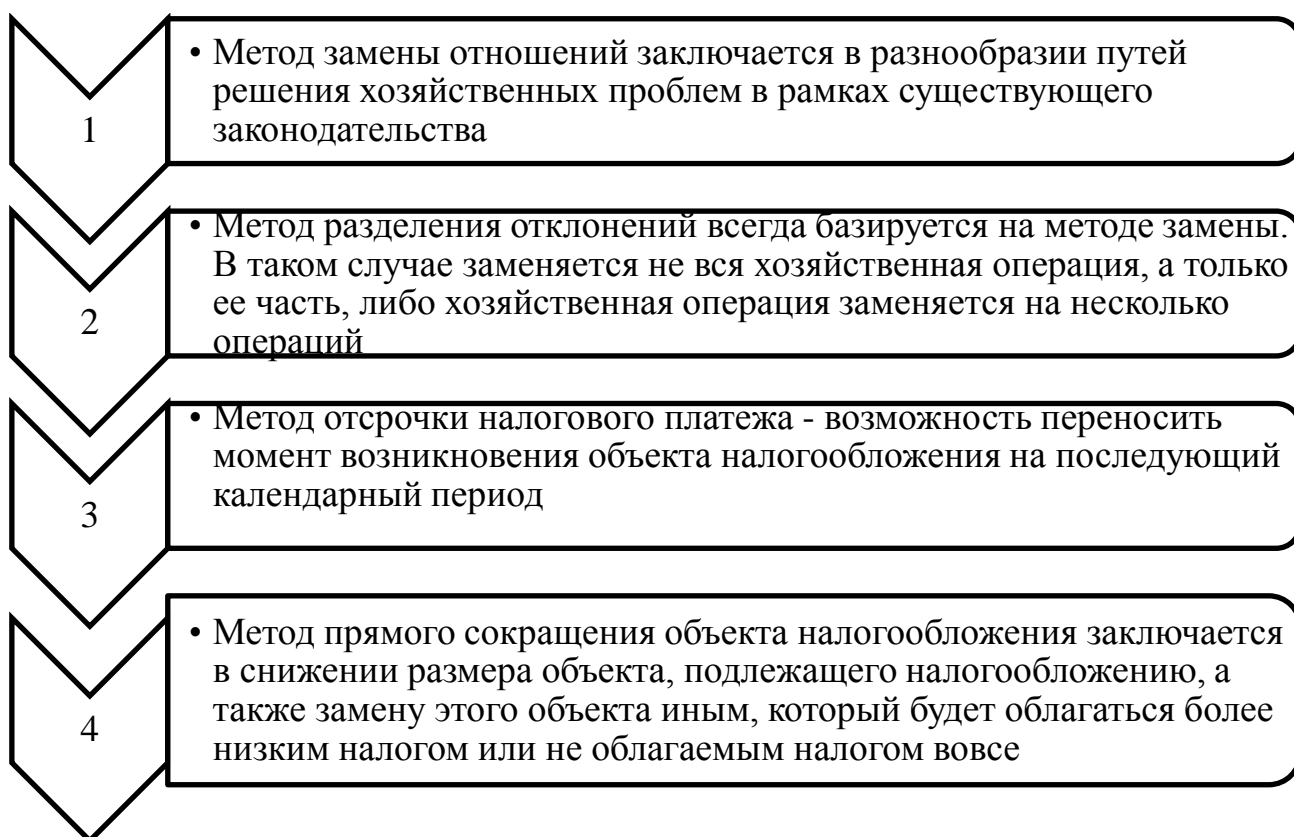 • Метод замены отношений заключается в разнообразии путей
решения хозяйственных проблем в рамках существующего
законодательства
1
• Метод разделения отклонений всегда базируется на методе замены.
В таком случае заменяется не вся хозяйственная операция, а только
ее часть, либо хозяйственная операция заменяется на несколько
операций
2
• Метод отсрочки налогового платежа - возможность переносить
момент возникновения объекта налогообложения на последующий
календарный период
3
• Метод прямого сокращения объекта налогообложения заключается
в снижении размера объекта, подлежащего налогообложению, а
также замену этого объекта иным, который будет облагаться более
низким налогом или не облагаемым налогом вовсе
4